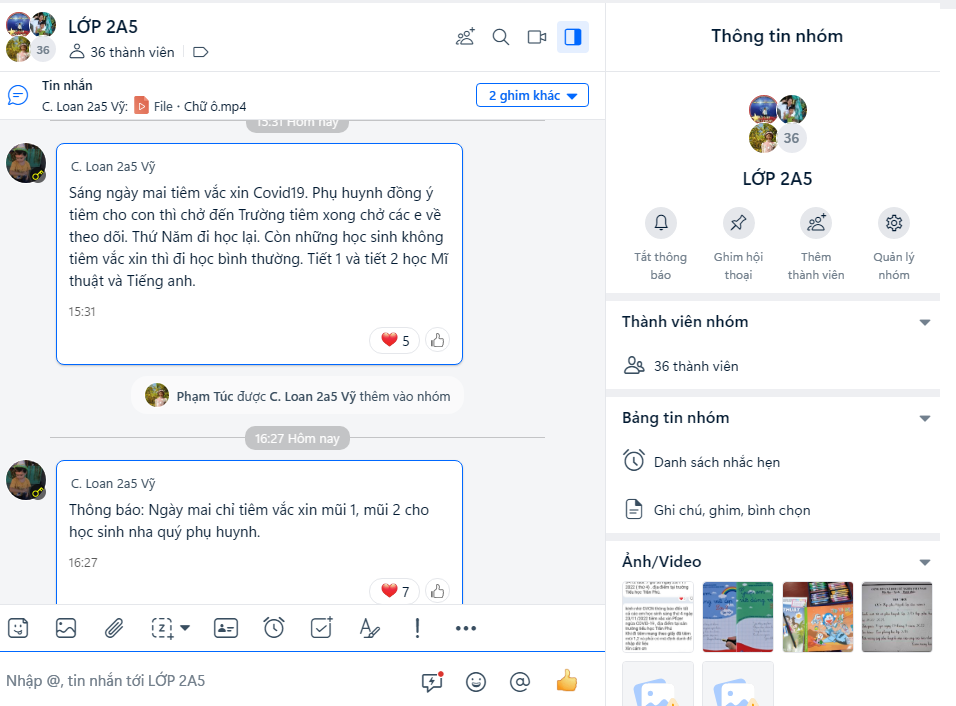 LỚP 2A5
36
36 thành viên
Tin nhắn
C. Loan 2a5 Vỹ: File · Chữ ô.mp4
2 ghim khác
15:31 Hôm nay
C. Loan 2a5 Vỹ
Sáng ngày mai tiêm vắc xin Covid19. Phụ huynh đồng ý
tiêm cho con thì chở đến Trường tiêm xong chở các e về
theo dõi. Thứ Năm đi học lại. Còn những học sinh không
tiêm vắc xin thì đi học bình thường. Tiết 1 và tiết 2 học Mĩ
thuật và Tiếng anh.
15:31
5
Phạm Túc được C. Loan 2a5 Vỹ thêm vào nhóm
16:27 Hôm nay
C. Loan 2a5 Vỹ
Thông báo: Ngày mai chỉ tiêm vắc xin mũi 1, mũi 2 cho
học sinh nha quý phụ huynh.
16:27
7
Nhập @, tin nhắn tới LỚP 2A5
Thông tin nhóm
36
LỚP 2A5
Tắt thông
báo
Ghim hội
thoại
Thêm
thành viên
Quản lý
nhóm
Thành viên nhóm
36 thành viên
Bảng tin nhóm
Danh sách nhắc hẹn
Ghi chú, ghim, bình chọn
Ảnh/Video